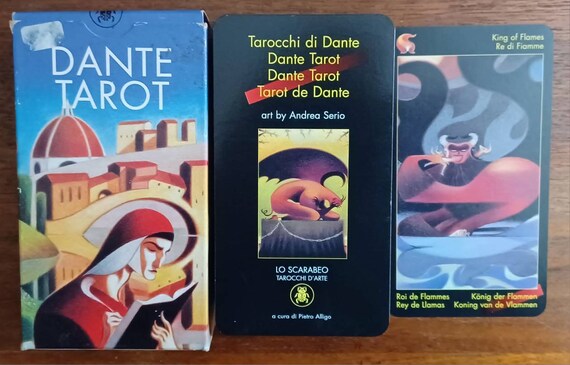 DANTE
TAROT
Tarocchi di Dante
Dante Tarot
Dante Tarot
Tarot de Dante
art by Andrea Serio
LO SCARABEO
TAROCCHI D'ARTE
a cura di Pietro Alligo
King of Flames
Re di Fiamme
Roi de Flammes König der Flammen
Rey de Llamas Koning van de Vlammen